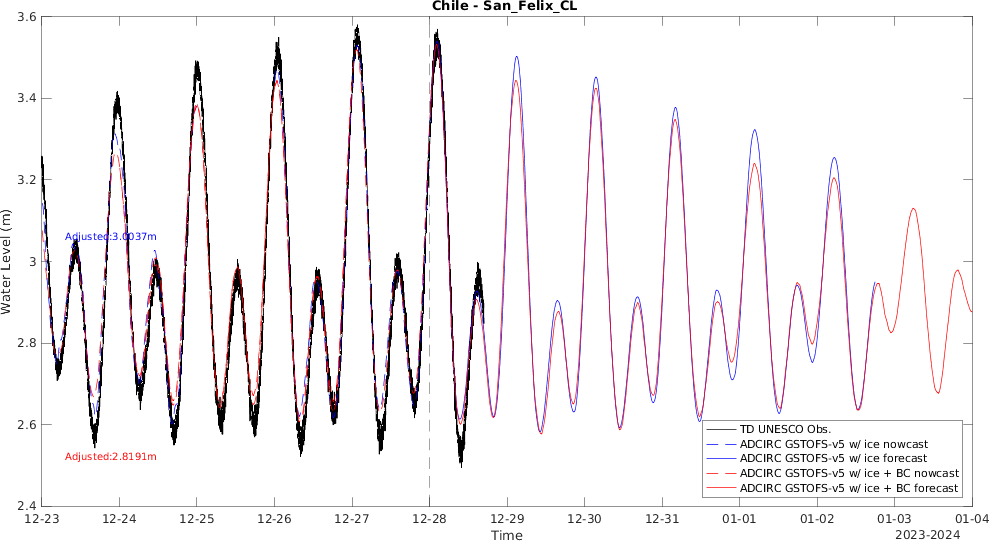 Chile - San_Felix_CL
3.6
3.4
3.2
3
2.8
2.6
2.4
Water Level (m)
Adjusted:3.0037m
Adjusted:2.8191m
TD UNESCO Obs.
ADCIRC GSTOFS-v5 w/ ice nowcast
ADCIRC GSTOFS-v5 w/ ice forecast
ADCIRC GSTOFS-v5 w/ ice + BC nowcast
ADCIRC GSTOFS-v5 w/ ice + BC forecast
12-23 12-24 12-25 12-26 12-27 12-28 12-29 12-30 12-31 01-01 01-02 01-03 01-04
Time
2023-2024